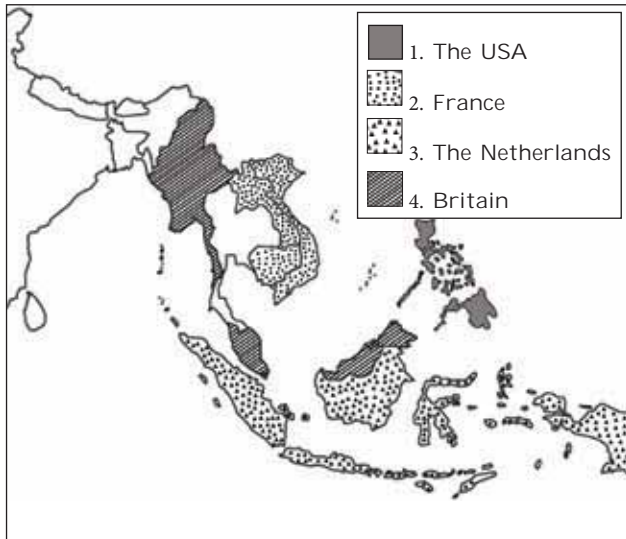 1. The USA
2. France
3. The Netherlands
4. Britain